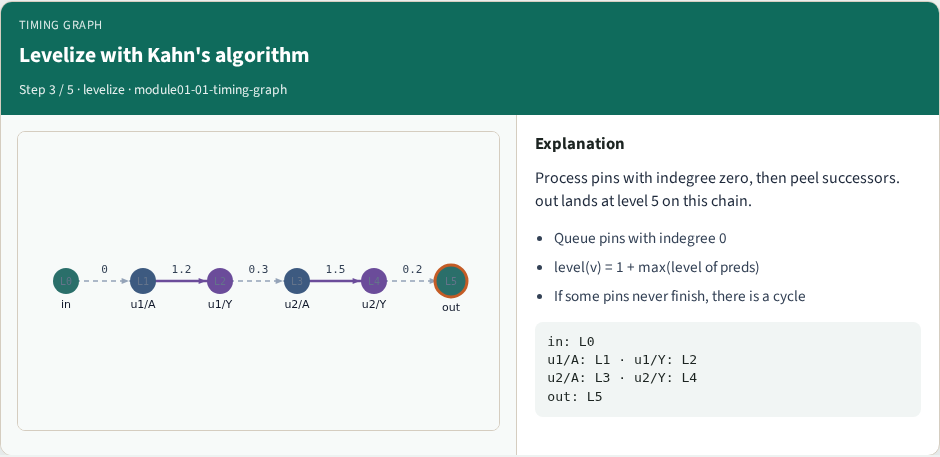 TIMING GRAPH
Levelize with Kahn's algorithm
Step 3 / 5 · levelize · module01-01-timing-graph
0 1.2 0.3 1.5 0.2
L0 L1 L2 L3 L4 L5
in u1/A u1/Y u2/A u2/Y out
Explanation
Process pins with indegree zero, then peel successors.
out lands at level 5 on this chain.
• Queue pins with indegree 0
• level(v) = 1 + max(level of preds)
• If some pins never finish, there is a cycle
in: L0
u1/A: L1 · u1/Y: L2
u2/A: L3 · u2/Y: L4
out: L5